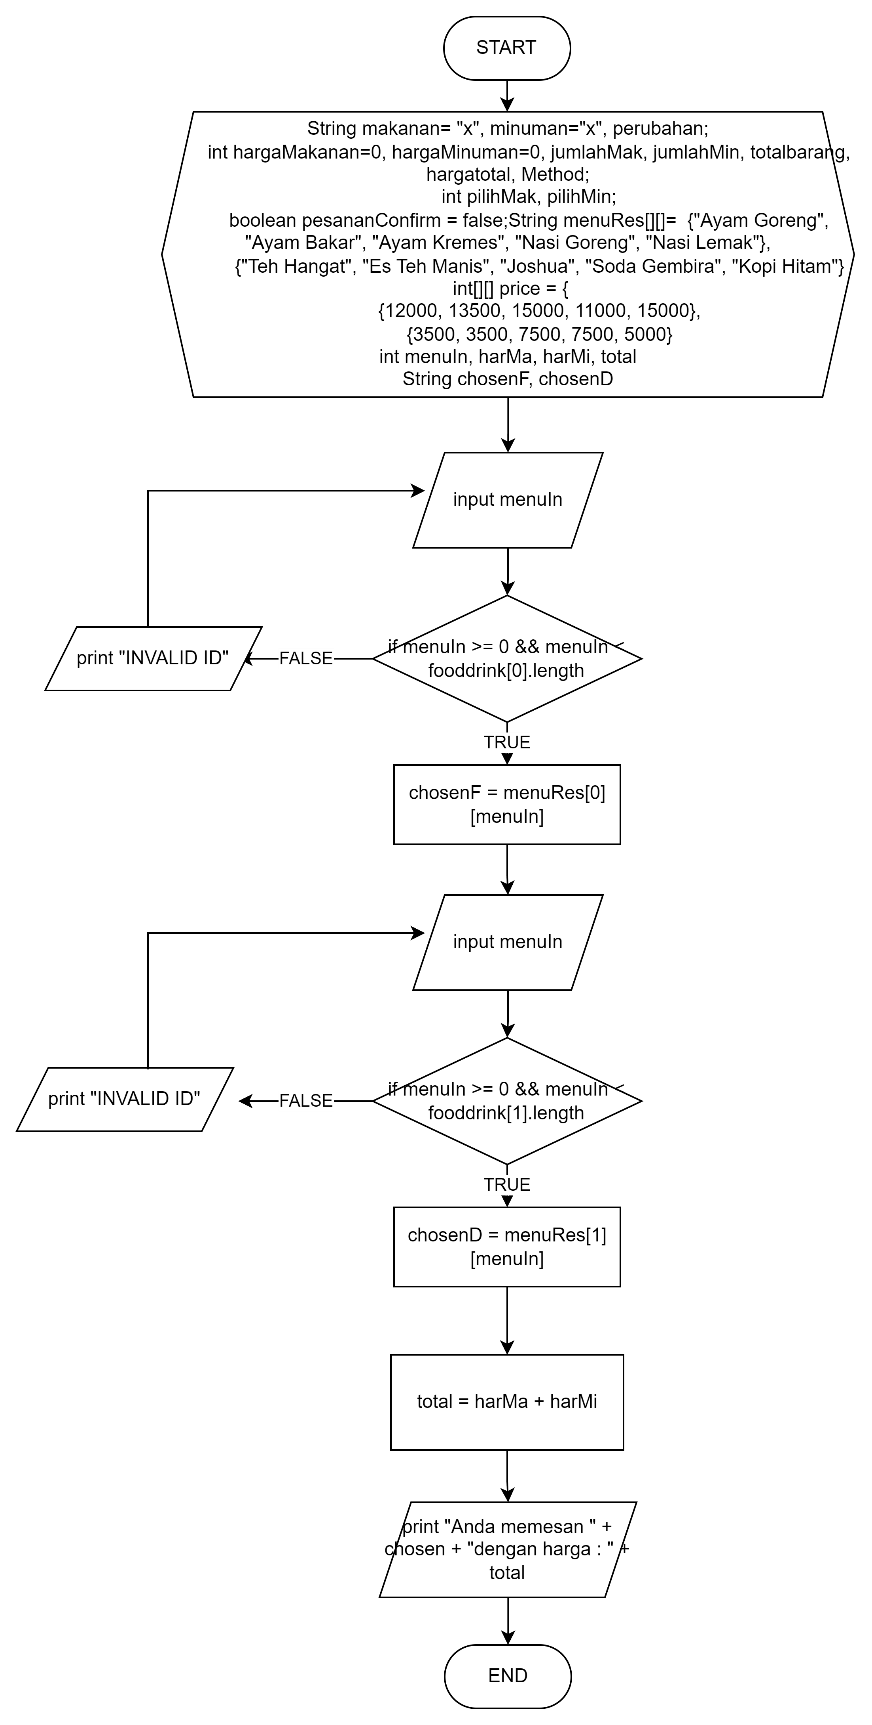 START
String makanan= "x", minuman="x", perubahan;
int hargaMakanan=0, hargaMinuman=0, jumlahMak, jumlahMin, totalbarang,
hargatotal, Method;
int pilihMak, pilihMin;
boolean pesananConfirm = false;String menuRes[][]=  {"Ayam Goreng",
"Ayam Bakar", "Ayam Kremes", "Nasi Goreng", "Nasi Lemak"},
{"Teh Hangat", "Es Teh Manis", "Joshua", "Soda Gembira", "Kopi Hitam"}
int[][] price = {
{12000, 13500, 15000, 11000, 15000},
{3500, 3500, 7500, 7500, 5000}
int menuIn, harMa, harMi, total
String chosenF, chosenD
input menuIn
if menuIn >= 0 && menuIn <
fooddrink[0].length
FALSE
print "INVALID ID"
TRUE
chosenF = menuRes[0]
[menuIn]
input menuIn
if menuIn >= 0 && menuIn <
fooddrink[1].length
FALSE
print "INVALID ID"
TRUE
chosenD = menuRes[1]
[menuIn]
total = harMa + harMi
print "Anda memesan " +
chosen + "dengan harga : " +
total
END